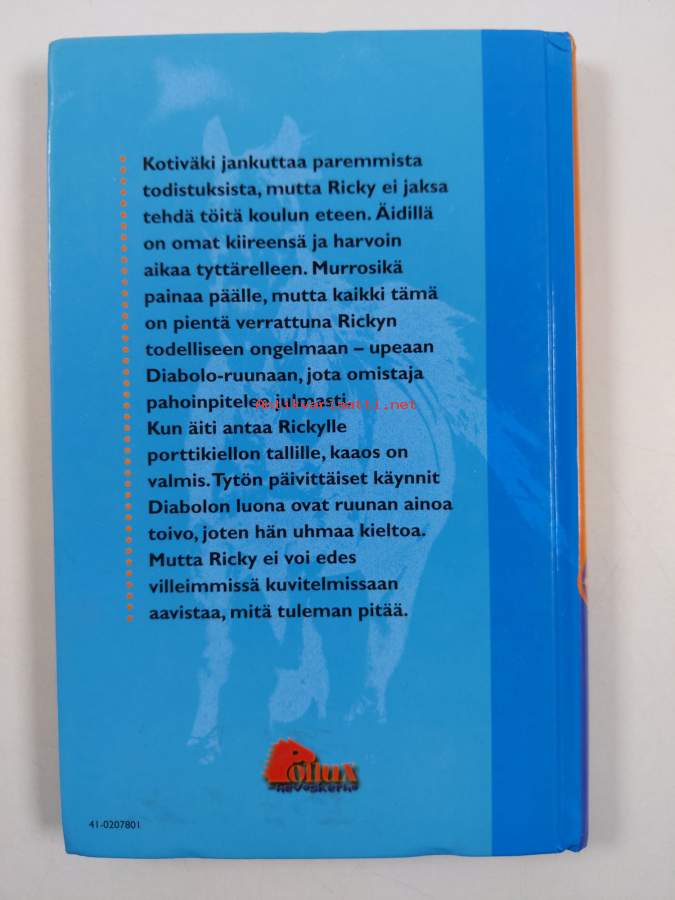 Kotiväki jankuttaa paremmista
todistuksista, mutta Ricky ei jaksa
tehdä töitä koulun eteen. Äidillä
on omat kiireensä ja harvoin
aikaa tyttärelleen. Murrosikä
painaa päälle, mutta kaikki tämä
on pientä verrattuna Rickyn
todelliseen ongelmaan – upeaan
Diabolo-ruunaan, jota omistaja
pahoinpitelee julmasti.
Antikvariaatti.net
Kun äiti antaa Rickylle
porttikiellon tallille, kaaos on
valmis. Tytön päivittäiset käynnit
Diabolon luona ovat ruunan ainoa
toivo, joten hän uhmaa kieltoa.
Mutta Ricky ei voi edes
villeimmissä kuvitelmissaan
aavistaa, mitä tuleman pitää.
Pollux
hevoskerho
41-0207801